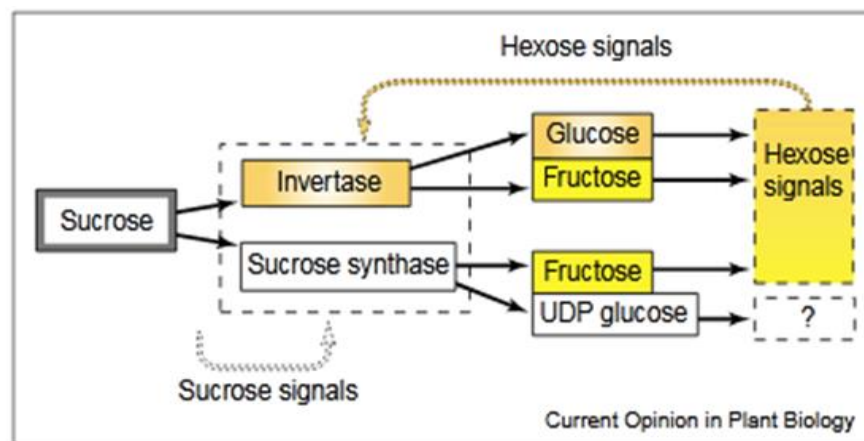 Hexose signals
Glucose
Invertase
Fructose
Hexose
signals
Sucrose
Sucrose synthase
Fructose
UDP glucose
?
Sucrose signals
Current Opinion in Plant Biology